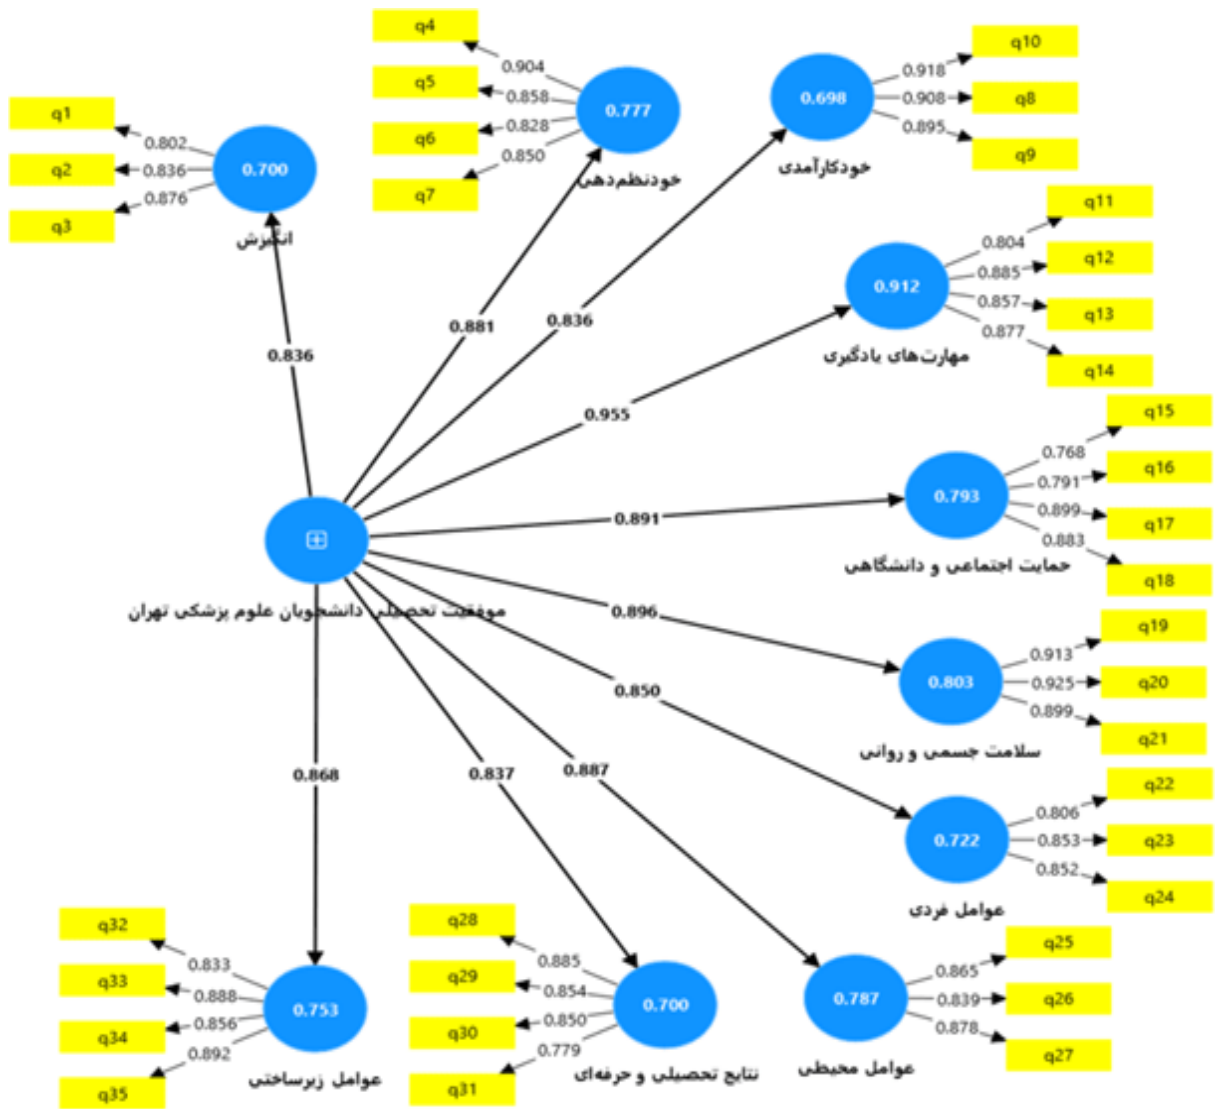 q4
q5
q6
q7
0.904
0.858
0.828
0.850
0.777
خودنظم‌دهی
q10
q8
q9
0.918
0.908
0.895
0.698
خودکارآمدی
q1
q2
q3
0.802
0.836
0.876
0.700
انگیزش
q11
q12
q13
q14
0.804
0.885
0.857
0.877
0.912
مهارت‌های یادگیری
0.836
0.881
0.836
0.955
q15
q16
q17
q18
0.768
0.791
0.899
0.883
0.793
حمایت اجتماعی و دانشگاهی
0.891
موفقیت تحصیلی دانشجویان علوم پزشکی تهران
0.896
q19
q20
q21
0.913
0.925
0.899
0.803
سلامت جسمی و روانی
0.850
q22
q23
q24
0.806
0.853
0.852
0.722
عوامل فردی
0.868
0.837
0.887
q32
q33
q34
q35
0.833
0.888
0.856
0.892
0.753
عوامل زیرساختی
q28
q29
q30
q31
0.885
0.854
0.850
0.779
0.700
نتایج تحصیلی و حرفه‌ای
q25
q26
q27
0.865
0.839
0.878
0.787
عوامل محیطی